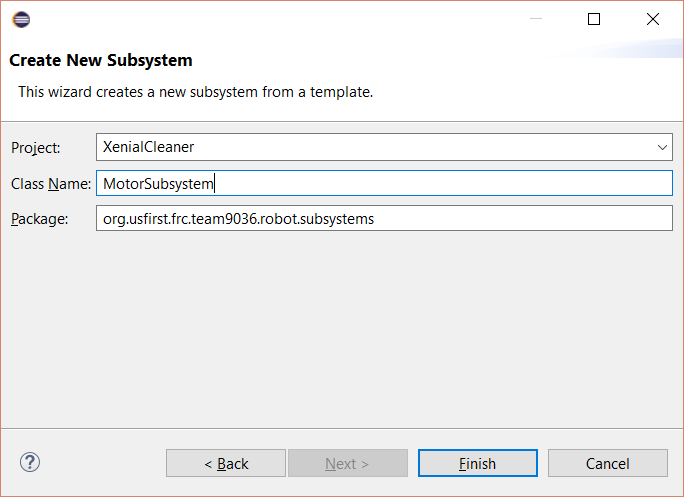 Create New Subsystem
This wizard creates a new subsystem from a template.
Project: XenialCleaner
Class Name: MotorSubsystem
Package: org.usfirst.frc.team9036.robot.subsystems
? < Back Next > Finish Cancel